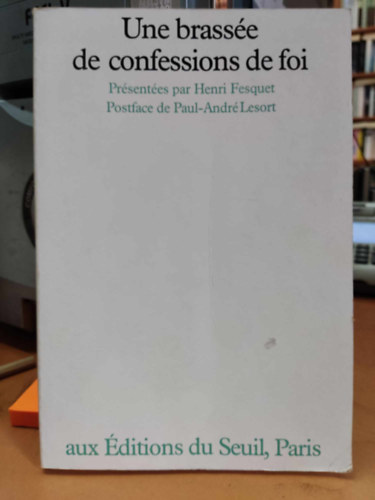 Une brassée
de confessions de foi
Présentées par Henri Fesquet
Postface de Paul-André Lesort
aux Éditions du Seuil, Paris